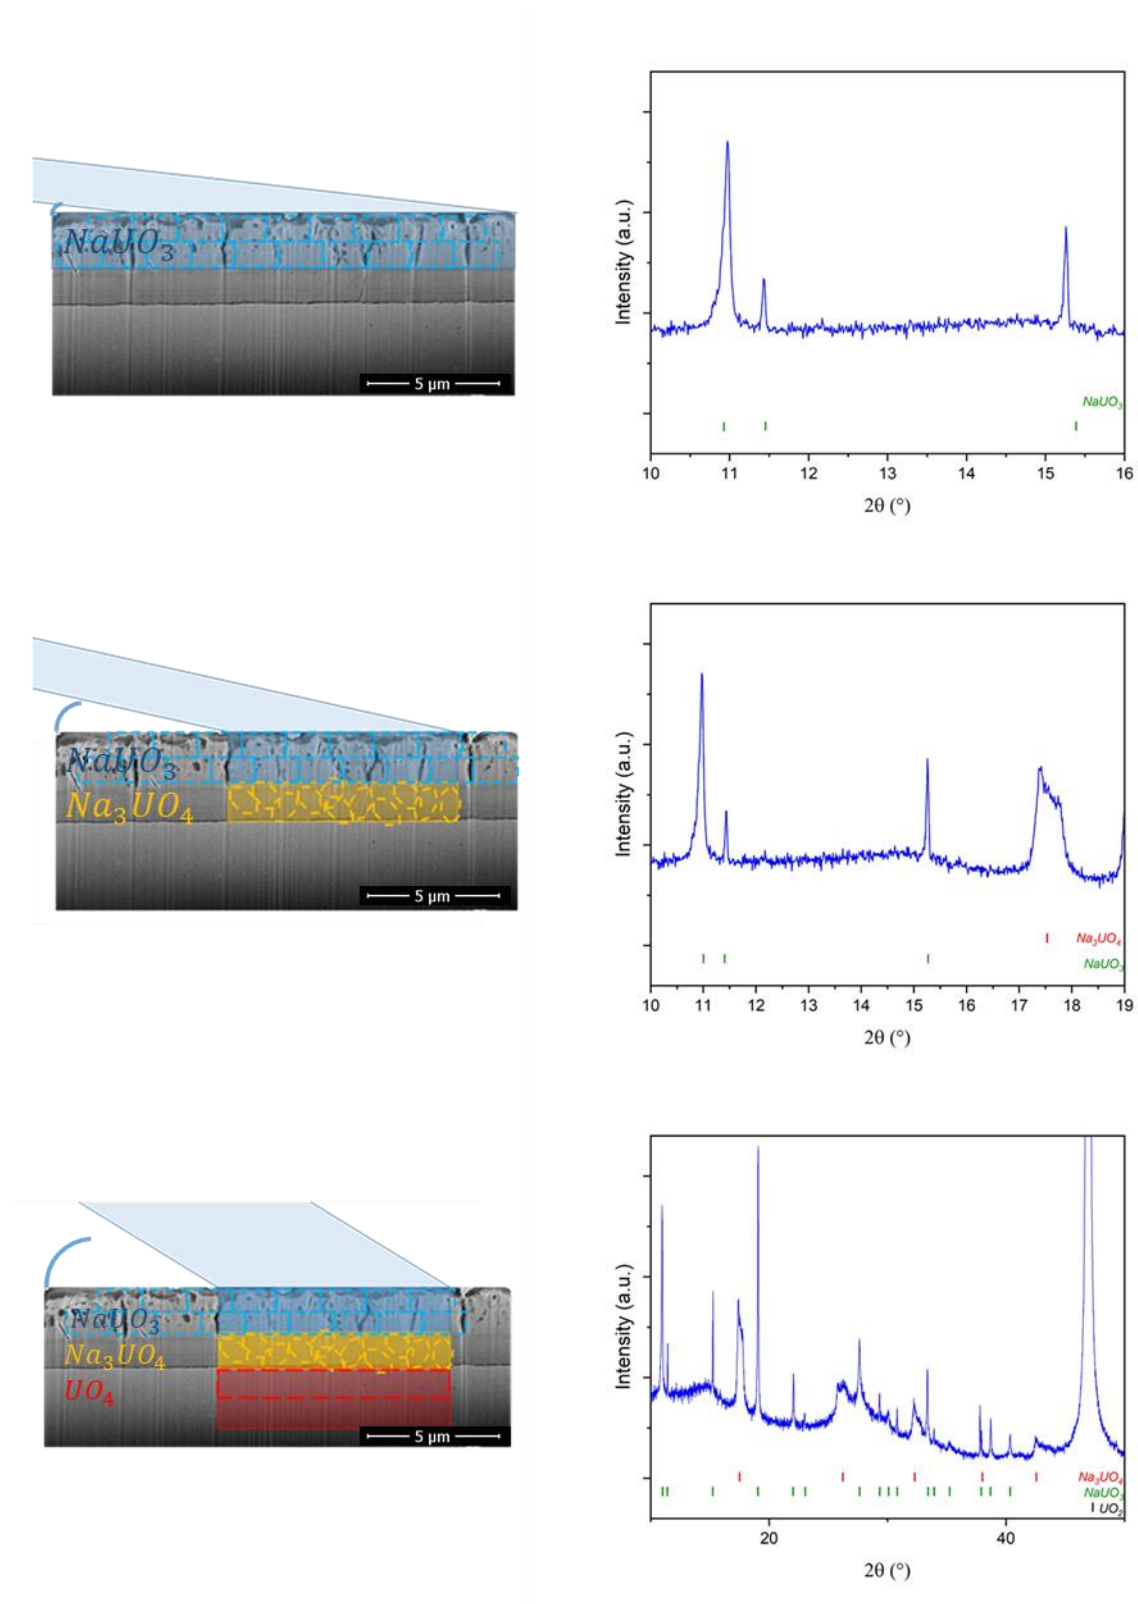 NaUO₃
5 µm
Intensity (a.u.)
NaUO₃
10 11 12 13 14 15 16
2θ (°)
NaUO₃
Na₃UO₄
5 µm
Intensity (a.u.)
Na₃UO₄
NaUO₃
10 11 12 13 14 15 16 17 18 19
2θ (°)
NaUO₃
Na₃UO₄
UO₄
5 µm
Intensity (a.u.)
Na₃UO₄
NaUO₃
UO₂
20 40
2θ (°)